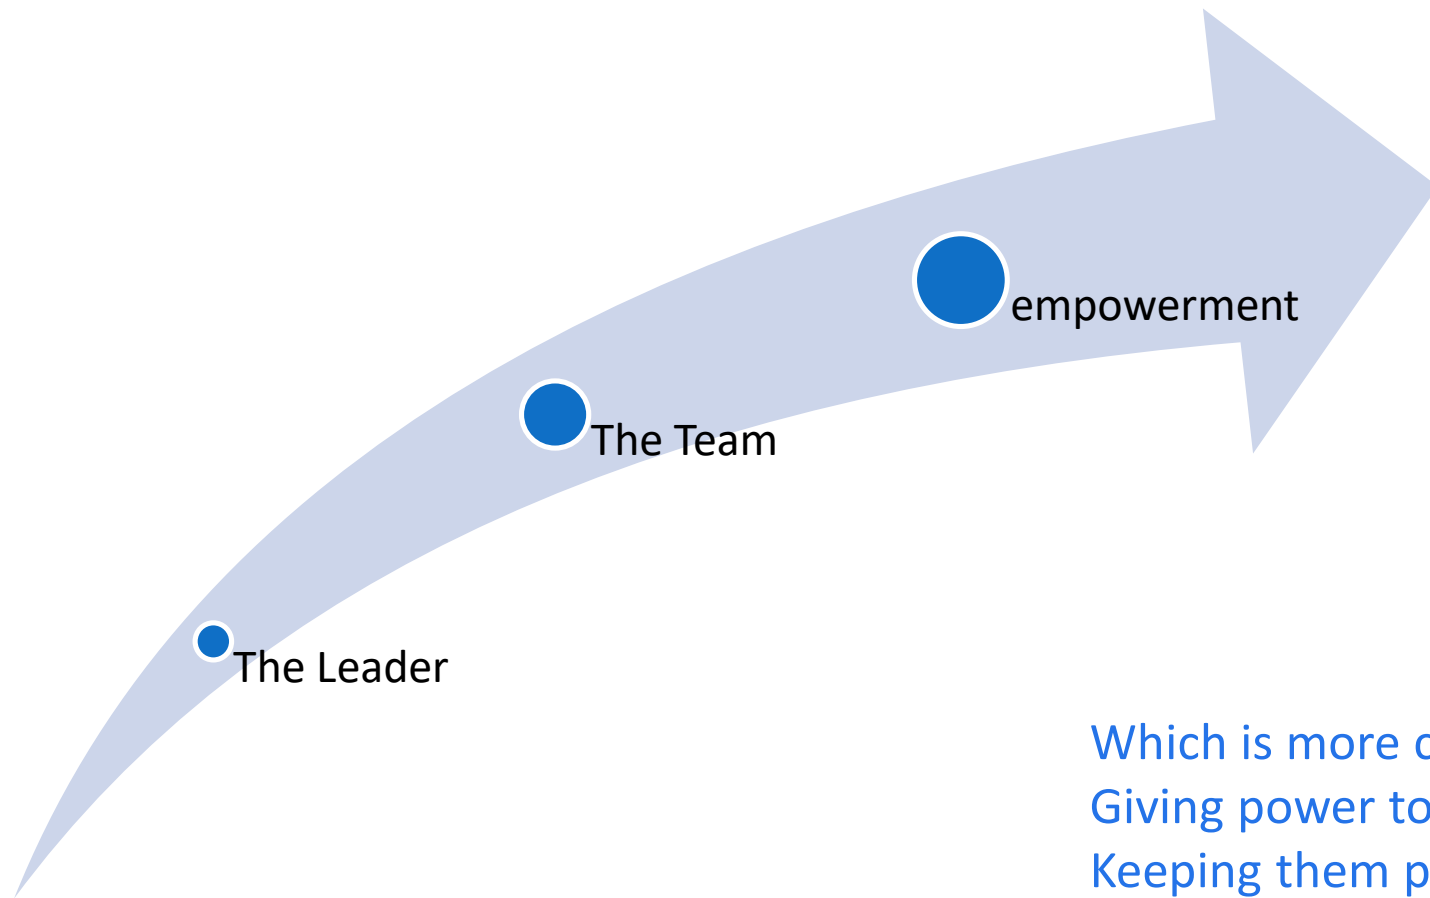 empowerment
The Team
The Leader
Which is more
Giving power to
Keeping them